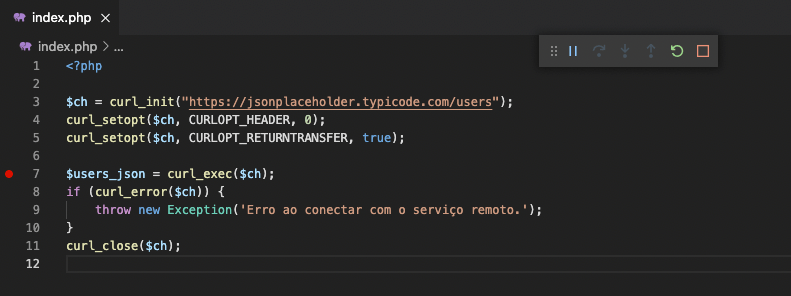 index.php
index.php > ...
1 <?php
2
3 $ch = curl_init("https://jsonplaceholder.typicode.com/users");
4 curl_setopt($ch, CURLOPT_HEADER, 0);
5 curl_setopt($ch, CURLOPT_RETURNTRANSFER, true);
6
7 $users_json = curl_exec($ch);
8 if (curl_error($ch)) {
9     throw new Exception('Erro ao conectar com o serviço remoto.');
10 }
11 curl_close($ch);
12